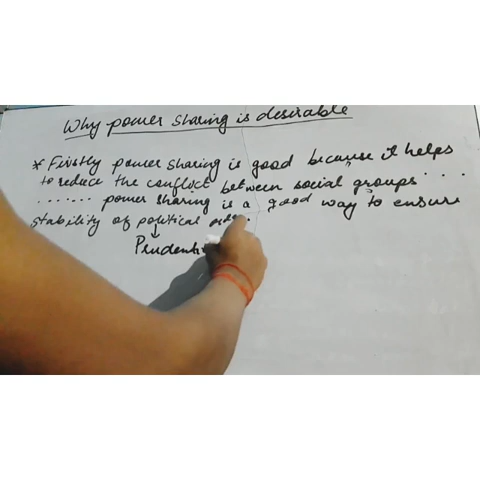 Why power sharing is desirable
* Firstly power sharing is good because it helps
to reduce the conflict between social groups . . .
. . . . . . . power sharing is a good way to ensure
stability of political
↓